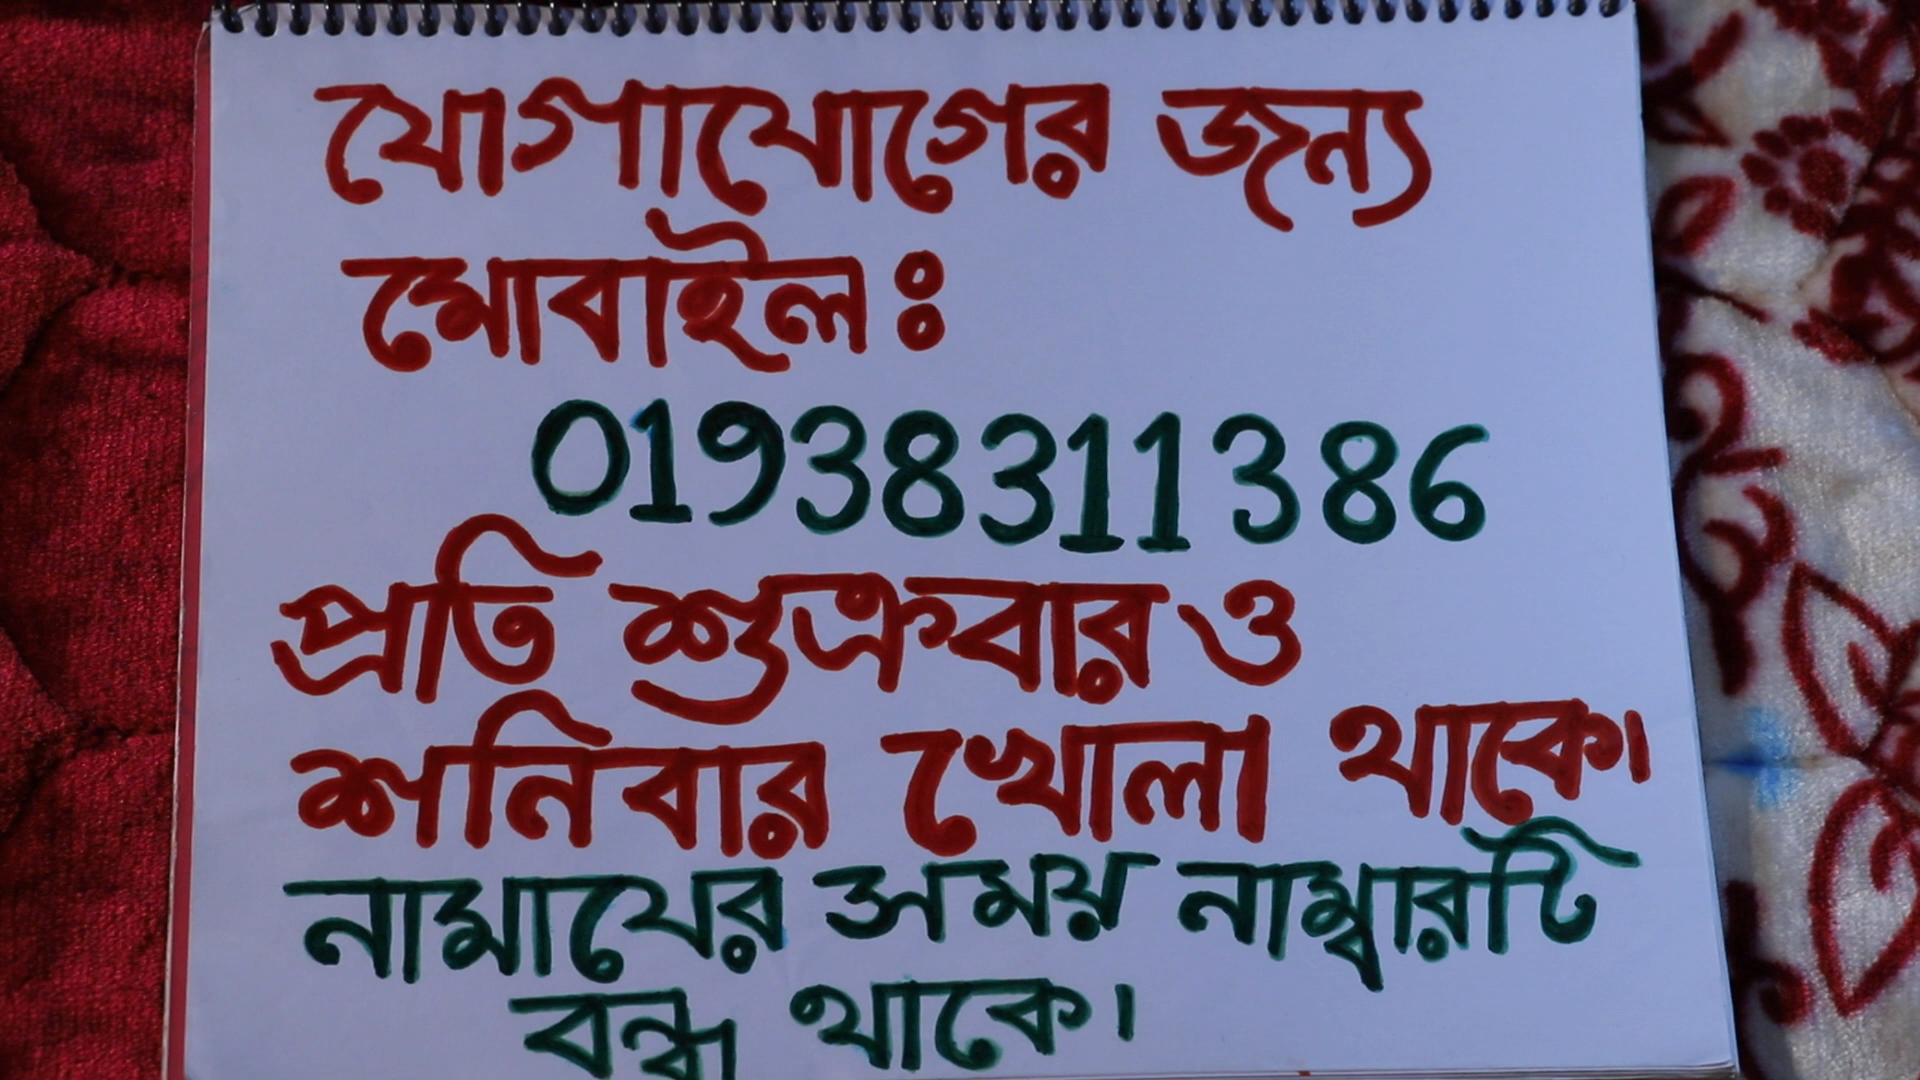 যোগাযোগের জন্য
মোবাইলঃ
01938311386
প্রতি শুক্রবার ও
শনিবার খোলা থাকে।
নামাযের সময় নাম্বারটি
বন্ধ থাকে।